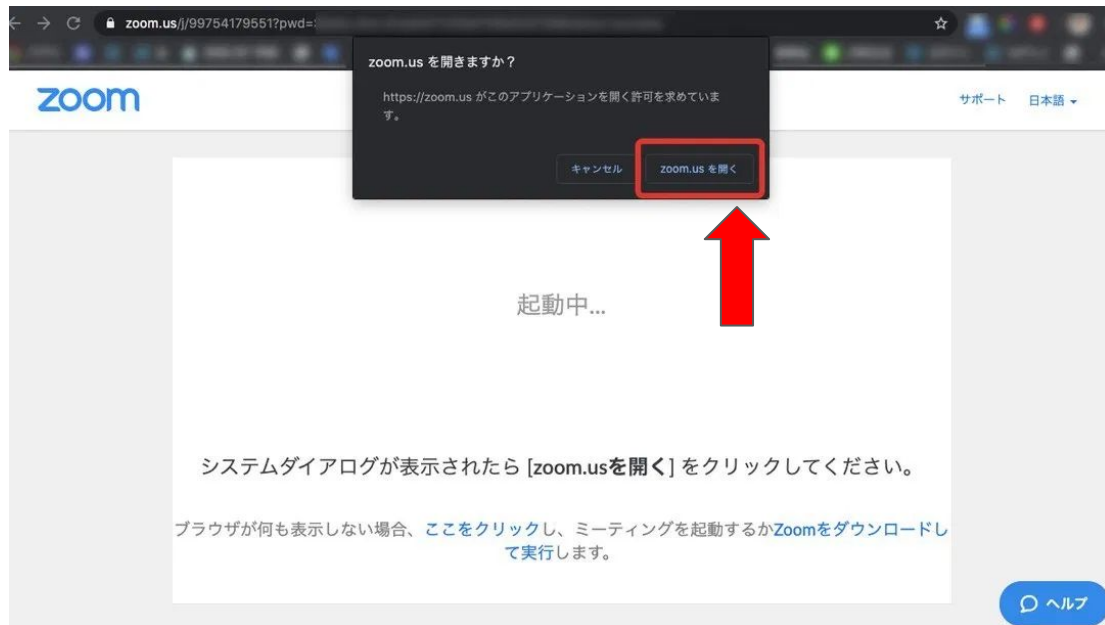 zoom.us/j/99754179551?pwd=
zoom.us を開きますか？
https://zoom.us がこのアプリケーションを開く許可を求めていま
す。
キャンセル
zoom.us を開く
zoom
サポート
日本語
起動中...
システムダイアログが表示されたら [zoom.usを開く] をクリックしてください。
ブラウザが何も表示しない場合、ここをクリックし、ミーティングを起動するかZoomをダウンロードし
て実行します。
ヘルプ